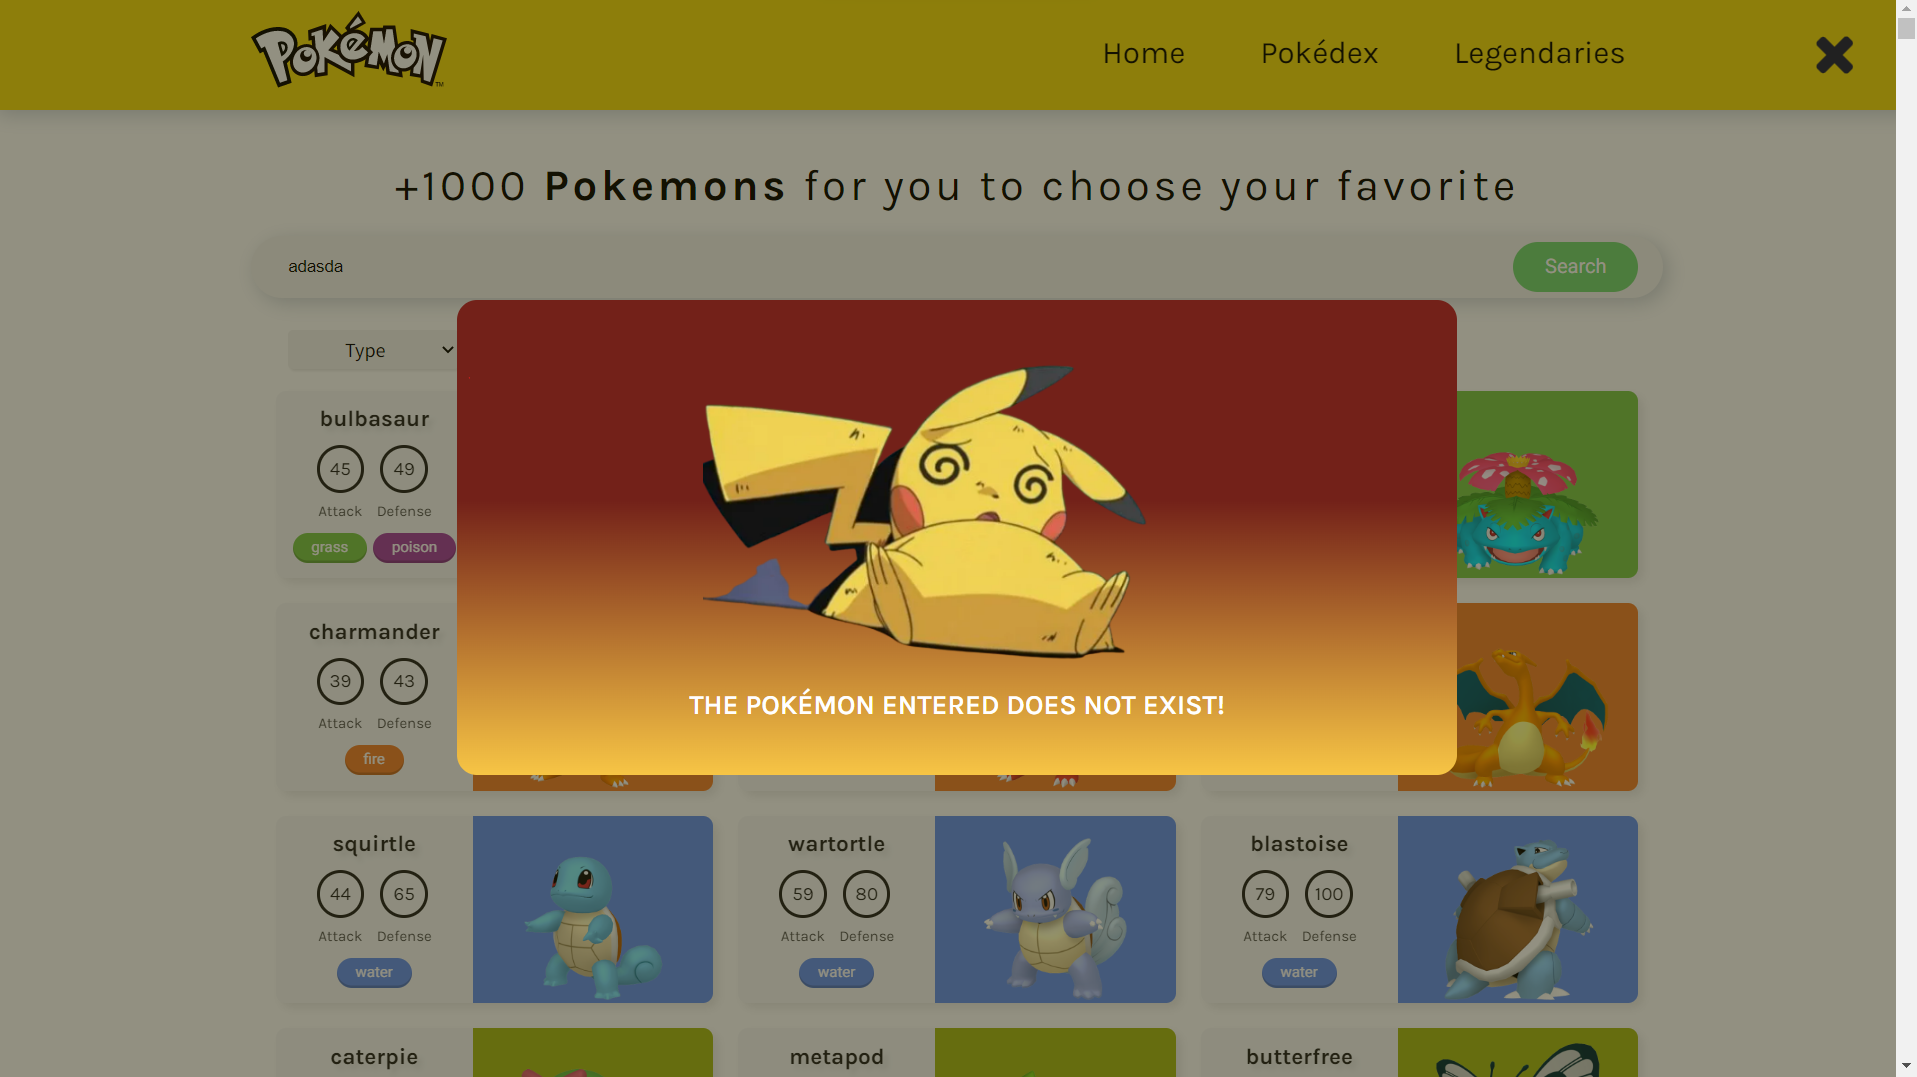 POKÉMON TM
Home Pokédex Legendaries
+1000 Pokemons for you to choose your favorite
adasda
Search
Type
THE POKÉMON ENTERED DOES NOT EXIST!
bulbasaur
45 49
Attack Defense
grass poison
charmander
39 43
Attack Defense
fire
squirtle
44 65
Attack Defense
water
wartortle
59 80
Attack Defense
water
blastoise
79 100
Attack Defense
water
caterpie
metapod
butterfree